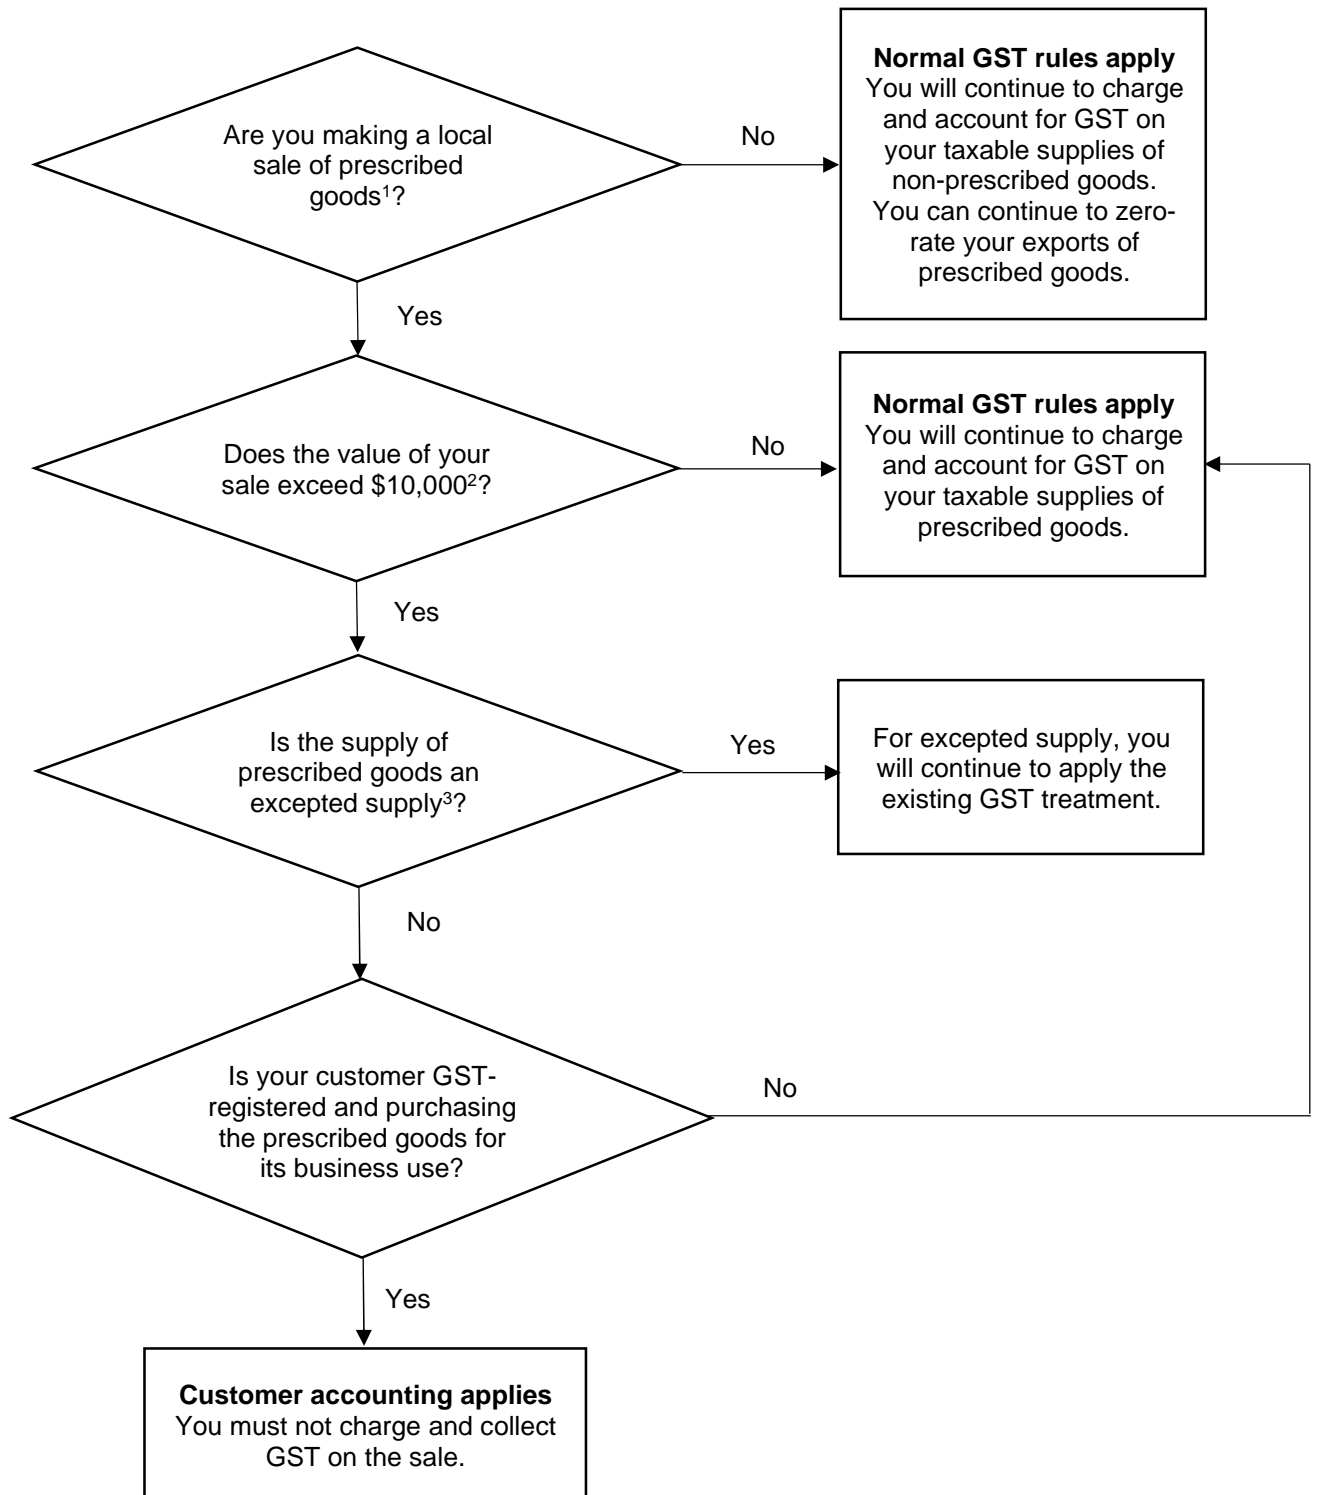 Are you making a local
sale of prescribed
goods¹?
No
Normal GST rules apply
You will continue to charge
and account for GST on
your taxable supplies of
non-prescribed goods.
You can continue to zero-
rate your exports of
prescribed goods.
Yes
Does the value of your
sale exceed $10,000²?
No
Normal GST rules apply
You will continue to charge
and account for GST on
your taxable supplies of
prescribed goods.
Yes
Is the supply of
prescribed goods an
excepted supply³?
Yes
For excepted supply, you
will continue to apply the
existing GST treatment.
No
Is your customer GST-
registered and purchasing
the prescribed goods for
its business use?
No
Yes
Customer accounting applies
You must not charge and collect
GST on the sale.